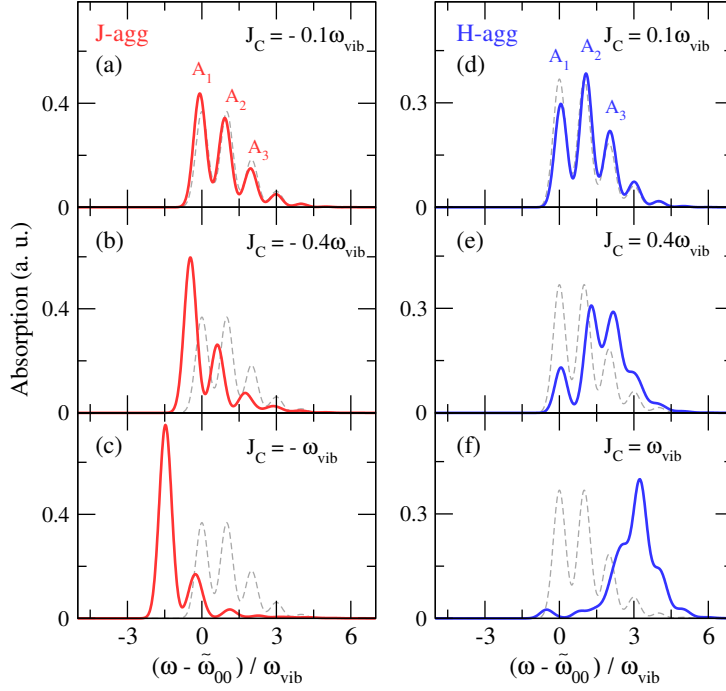 J-agg
J_C = - 0.1ω_vib
(a)
A_1
A_2
A_3
0.4
0
H-agg
J_C = 0.1ω_vib
(d)
A_1
A_2
A_3
0.3
0
(b)
J_C = - 0.4ω_vib
0.4
0
(e)
J_C = 0.4ω_vib
0.3
0
(c)
J_C = - ω_vib
0.4
0
(f)
J_C = ω_vib
0.3
0
Absorption (a. u.)
-3 0 3 6
(ω - ω̃_00) / ω_vib
-3 0 3 6
(ω - ω̃_00) / ω_vib